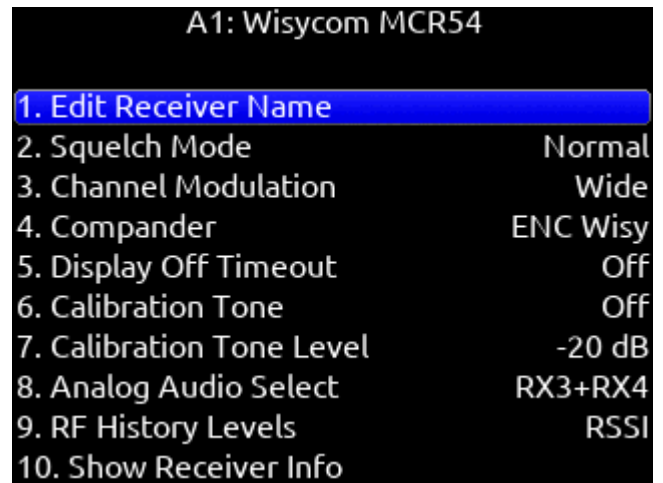 A1: Wisycom MCR54
1. Edit Receiver Name
2. Squelch Mode Normal
3. Channel Modulation Wide
4. Compander ENC Wisy
5. Display Off Timeout Off
6. Calibration Tone Off
7. Calibration Tone Level -20 dB
8. Analog Audio Select RX3+RX4
9. RF History Levels RSSI
10. Show Receiver Info